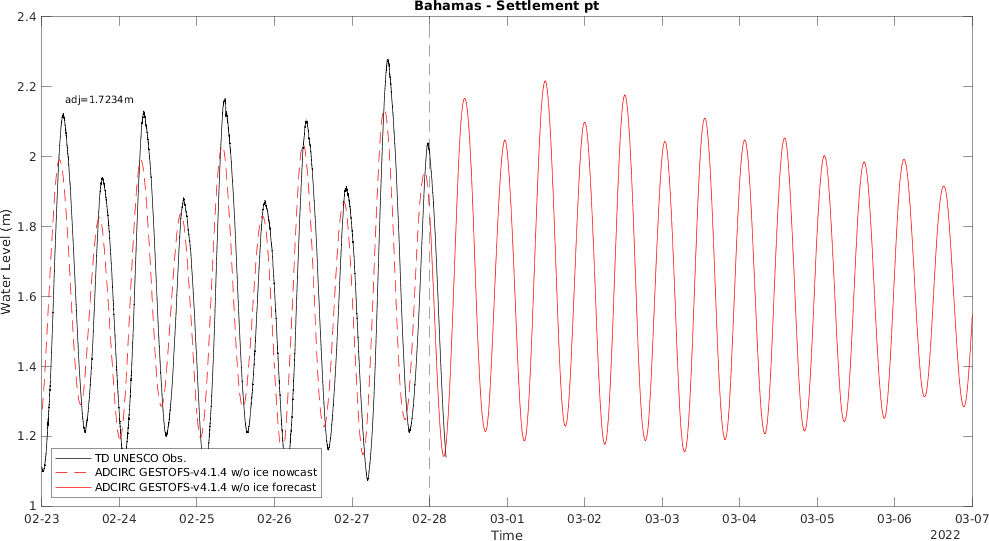 Bahamas - Settlement pt
2.4
2.2
2
1.8
1.6
1.4
1.2
1
Water Level (m)
adj=1.7234m
TD UNESCO Obs.
ADCIRC GESTOFS-v4.1.4 w/o ice nowcast
ADCIRC GESTOFS-v4.1.4 w/o ice forecast
02-23 02-24 02-25 02-26 02-27 02-28 03-01 03-02 03-03 03-04 03-05 03-06 03-07
Time
2022